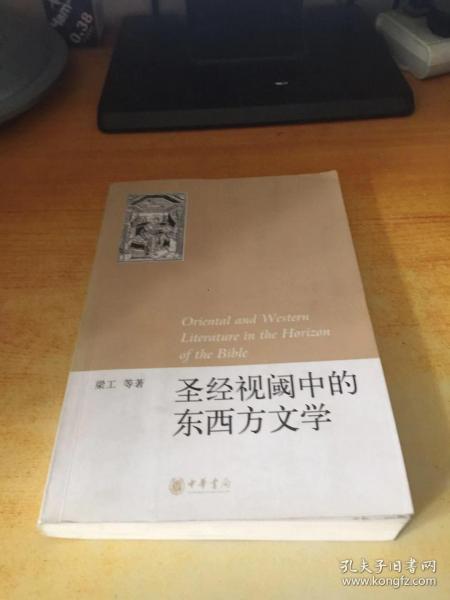 0.38
Oriental and Western
Literature in the Horizon
of the Bible
梁工 等著
圣经视阈中的
东西方文学
中華書局
孔夫子旧书网
www.kongfz.com